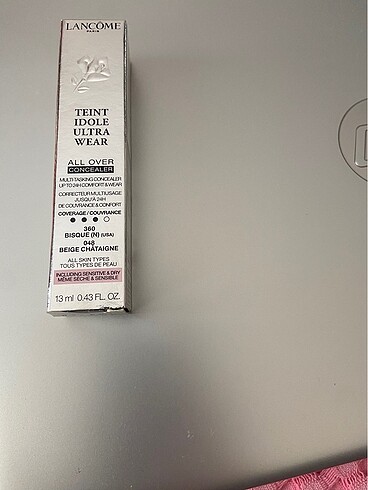 LANCÔME
PARIS
TEINT
IDOLE
ULTRA
WEAR
ALL OVER
CONCEALER
MULTI-TASKING CONCEALER
UP TO 24H COMFORT & WEAR
CORRECTEUR MULTI-USAGE
JUSQU'À 24H
DE COUVRANCE & CONFORT
COVERAGE / COUVRANCE
360
BISQUE (N) (USA)
048
BEIGE CHÂTAIGNE
ALL SKIN TYPES
TOUS TYPES DE PEAU
INCLUDING SENSITIVE & DRY
MÊME SÈCHE & SENSIBLE
13 ml 0.43 FL. OZ.